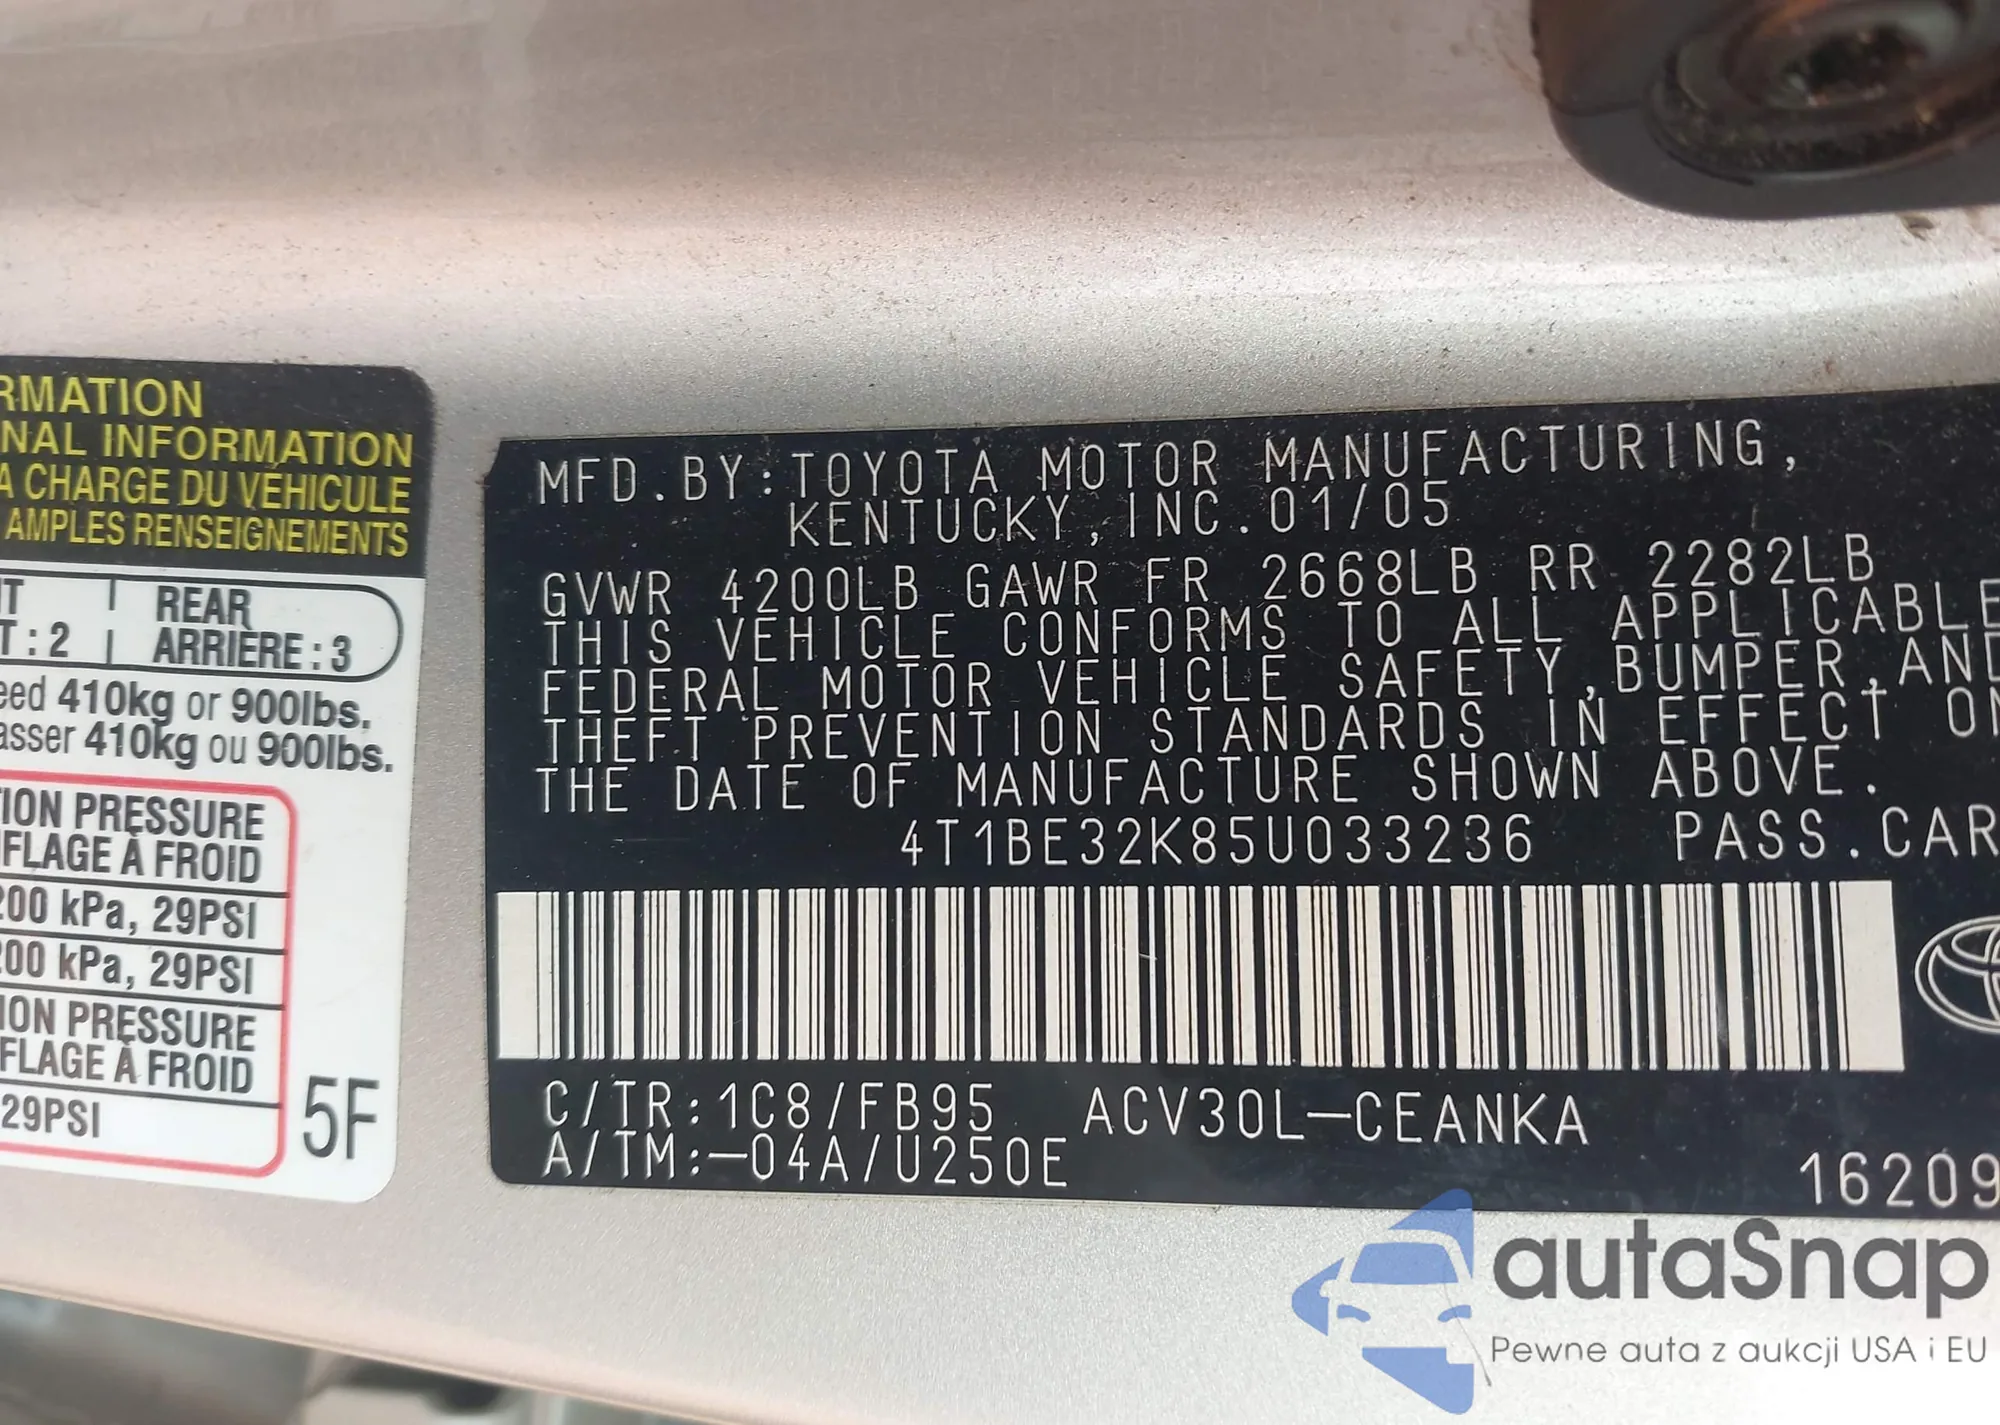 RMATION
NAL INFORMATION
A CHARGE DU VÉHICULE
AMPLES RENSEIGNEMENTS
NT REAR
T : 2 ARRIÈRE : 3
eed 410kg or 900lbs.
asser 410kg ou 900lbs.
ION PRESSURE
FLAGE À FROID
200 kPa, 29PSI
200 kPa, 29PSI
ION PRESSURE
FLAGE À FROID
29PSI
5F
MFD.BY:TOYOTA MOTOR MANUFACTURING,
KENTUCKY,INC.01/05
GVWR 4200LB GAWR FR 2668LB RR 2282LB
THIS VEHICLE CONFORMS TO ALL APPLICABLE
FEDERAL MOTOR VEHICLE SAFETY,BUMPER,AND
THEFT PREVENTION STANDARDS IN EFFECT ON
THE DATE OF MANUFACTURE SHOWN ABOVE.
4T1BE32K85U033236 PASS.CAR
C/TR:1C8/FB95 ACV30L-CEANKA
A/TM:-04A/U250E
16209
autaSnap
Pewne auta z aukcji USA i EU